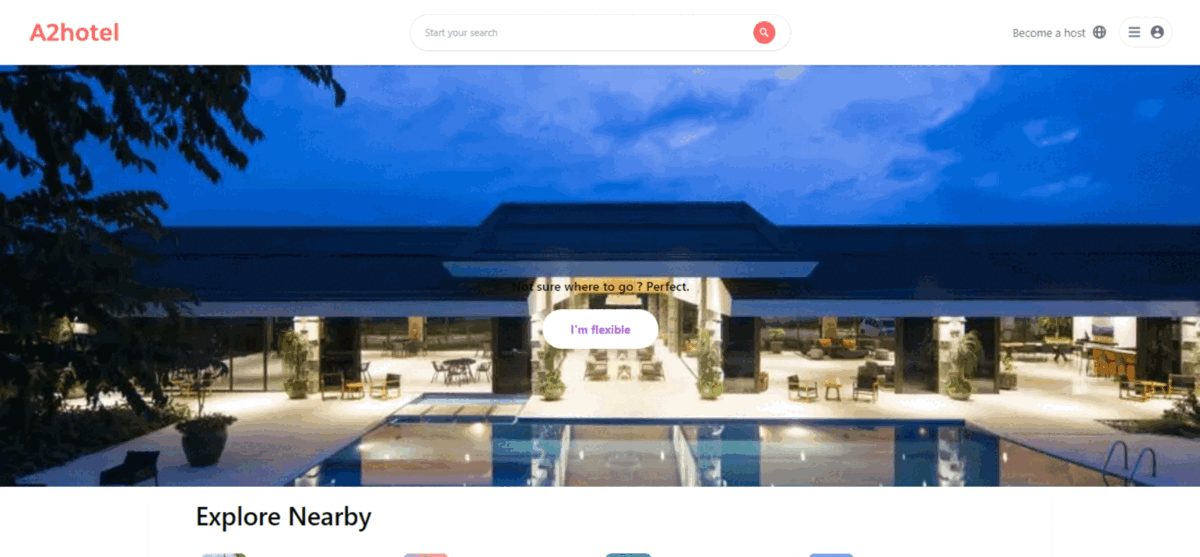 A2hotel
Start your search
Become a host
Not sure where to go ? Perfect.
I'm flexible
Explore Nearby